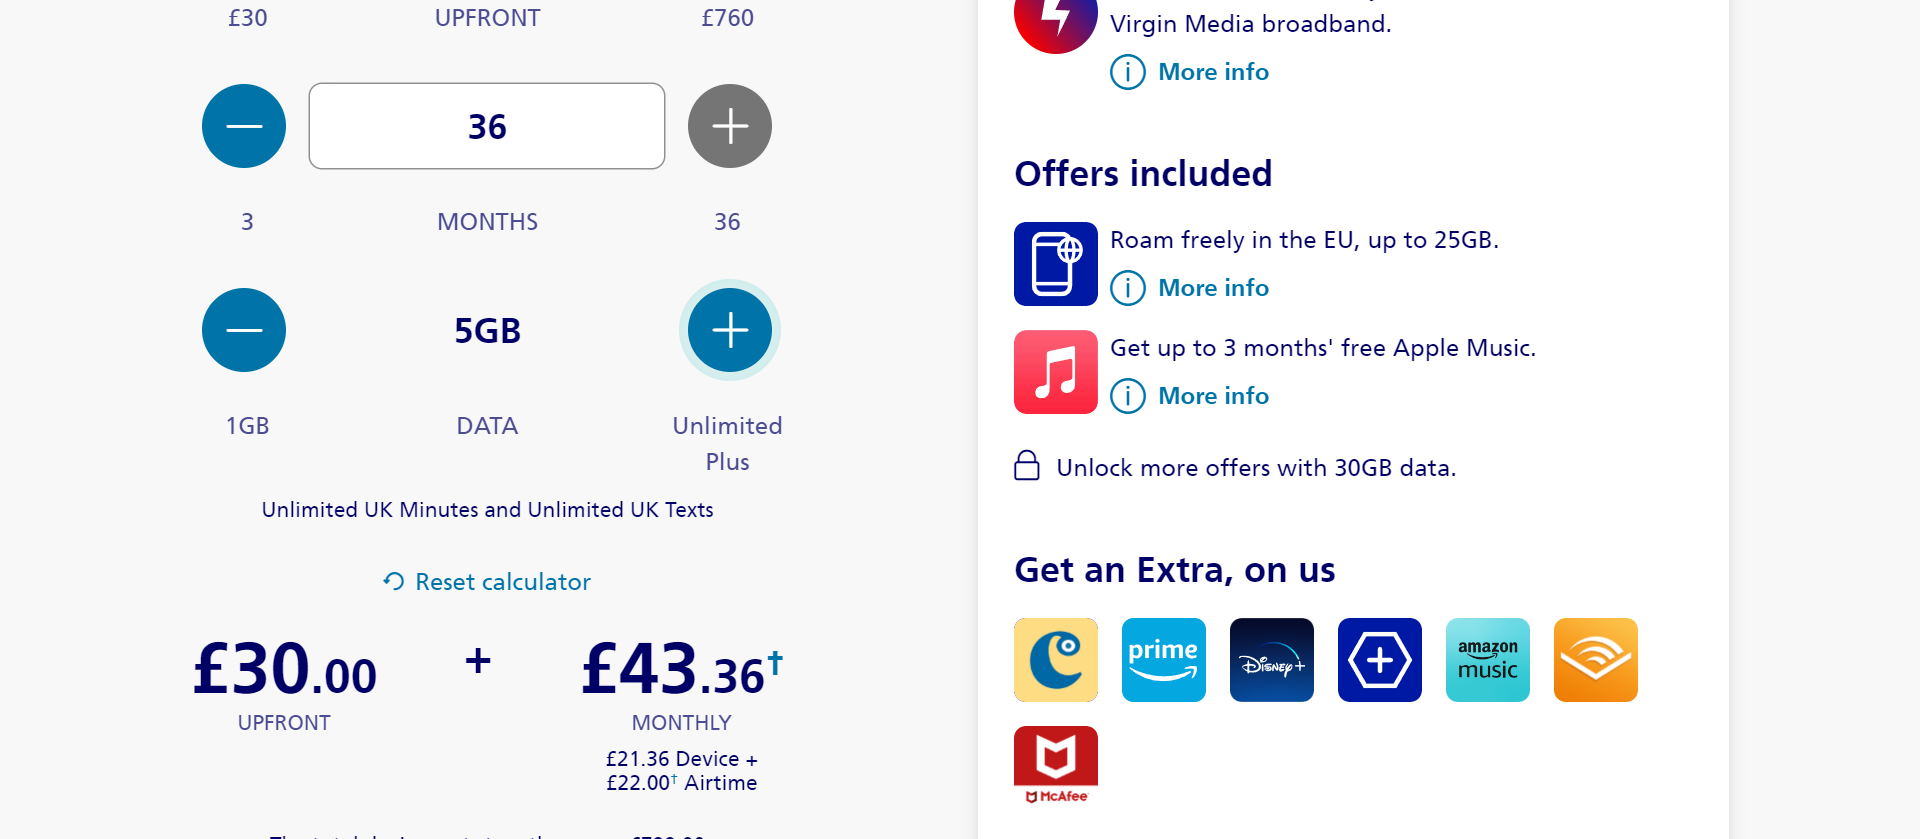 £30 UPFRONT £760
36
3 MONTHS 36
5GB
1GB DATA Unlimited
Plus
Unlimited UK Minutes and Unlimited UK Texts
Reset calculator
£30.00 + £43.36†
UPFRONT MONTHLY
£21.36 Device +
£22.00† Airtime
Virgin Media broadband.
More info
Offers included
Roam freely in the EU, up to 25GB.
More info
Get up to 3 months' free Apple Music.
More info
Unlock more offers with 30GB data.
Get an Extra, on us
prime
Disney+
amazon
music
McAfee